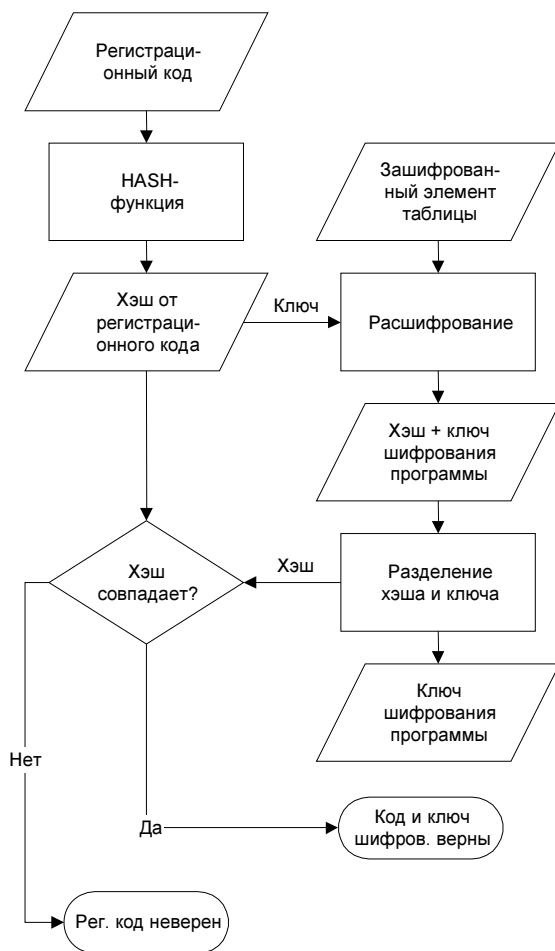 Регистраци-
онный код
HASH-
функция
Зашифрован-
ный элемент
таблицы
Хэш от
регистраци-
онного кода
Ключ
Расшифрование
Хэш + ключ
шифрования
программы
Хэш
совпадает?
Хэш
Разделение
хэша и ключа
Ключ
шифрования
программы
Нет
Да
Код и ключ
шифров. верны
Рег. код неверен